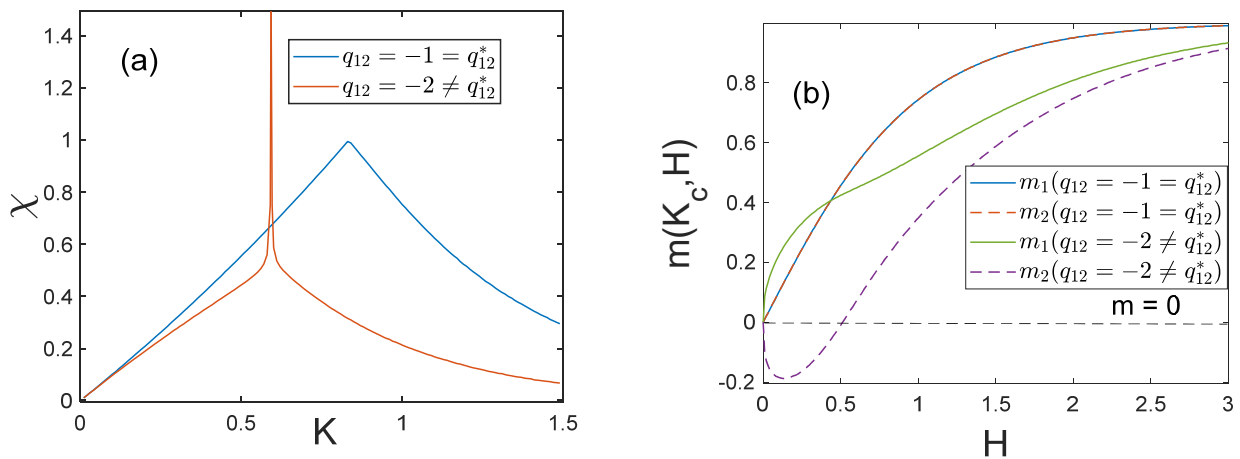 (a)
q₁₂ = −1 = q*₁₂
q₁₂ = −2 ≠ q*₁₂
χ
1.4
1.2
1
0.8
0.6
0.4
0.2
0
0 0.5 1 1.5
K
(b)
m(K_c,H)
0.8
0.6
0.4
0.2
0
-0.2
m₁(q₁₂ = −1 = q*₁₂)
m₂(q₁₂ = −1 = q*₁₂)
m₁(q₁₂ = −2 ≠ q*₁₂)
m₂(q₁₂ = −2 ≠ q*₁₂)
m = 0
0 0.5 1 1.5 2 2.5 3
H